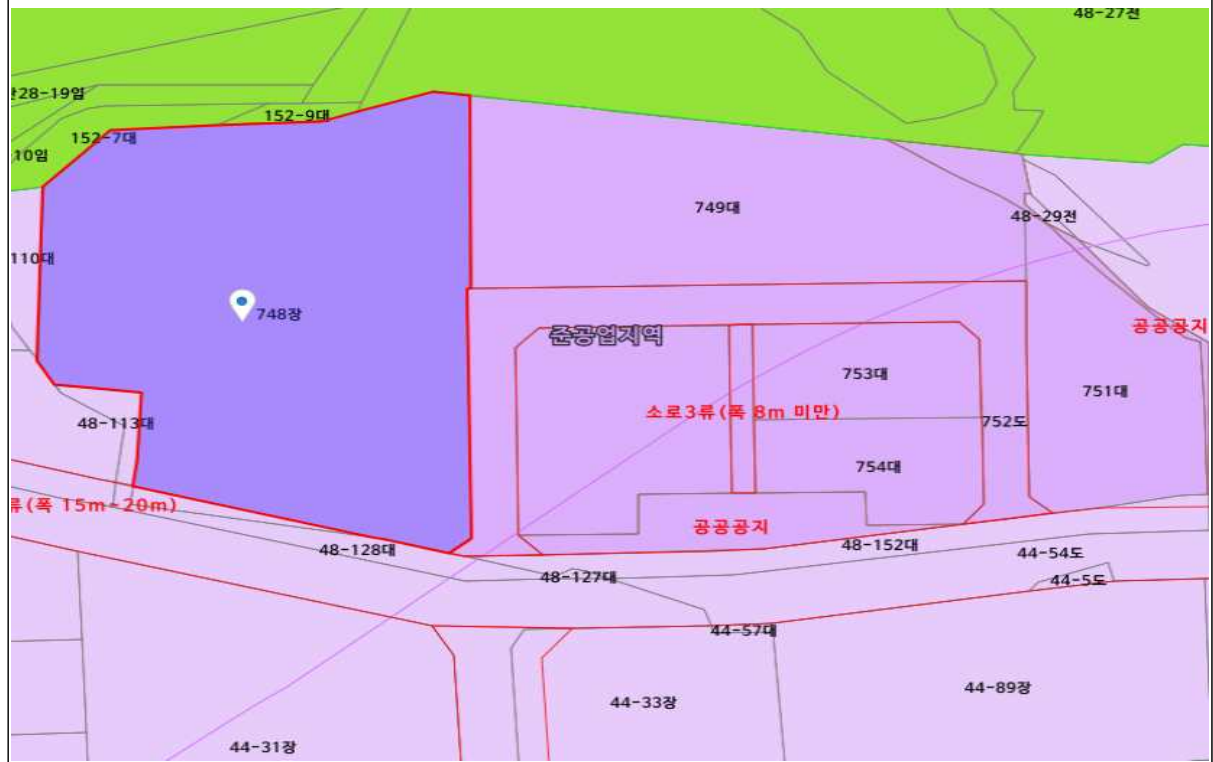 48-27전
산28-19임
152-9대
152-7대
10임
749대
48-29전
110대
748장
준공업지역
공공공지
753대
751대
소로3류(폭 8m 미만)
48-113대
752도
754대
류(폭 15m~20m)
공공공지
48-128대
48-152대
44-54도
48-127대
44-5도
44-57대
44-89장
44-33장
44-31장